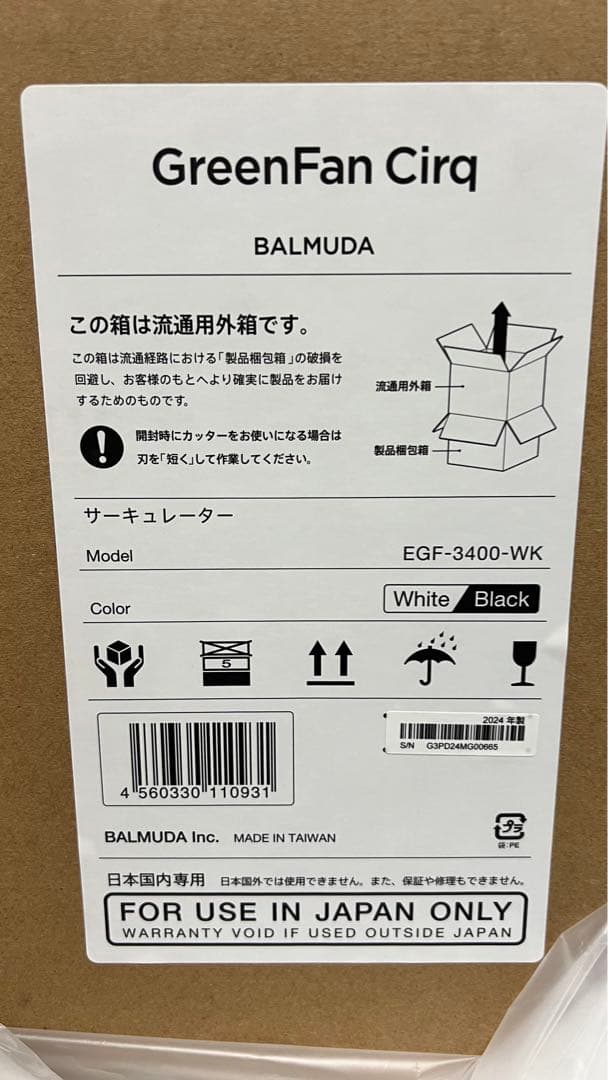 GreenFan Cirq
BALMUDA
この箱は流通用外箱です。
この箱は流通経路における「製品梱包箱」の破損を
回避し、お客様のもとへより確実に製品をお届け
するためのものです。
開封時にカッターをお使いになる場合は
刃を「短く」して作業してください。
流通用外箱
製品梱包箱
サーキュレーター
Model EGF-3400-WK
Color White Black
5
4 560330 110931
2024 年製
S/N G3PD24MG00665
BALMUDA Inc. MADE IN TAIWAN
プラ
袋:PE
日本国内専用 日本国外では使用できません。また、保証や修理もできません。
FOR USE IN JAPAN ONLY
WARRANTY VOID IF USED OUTSIDE JAPAN